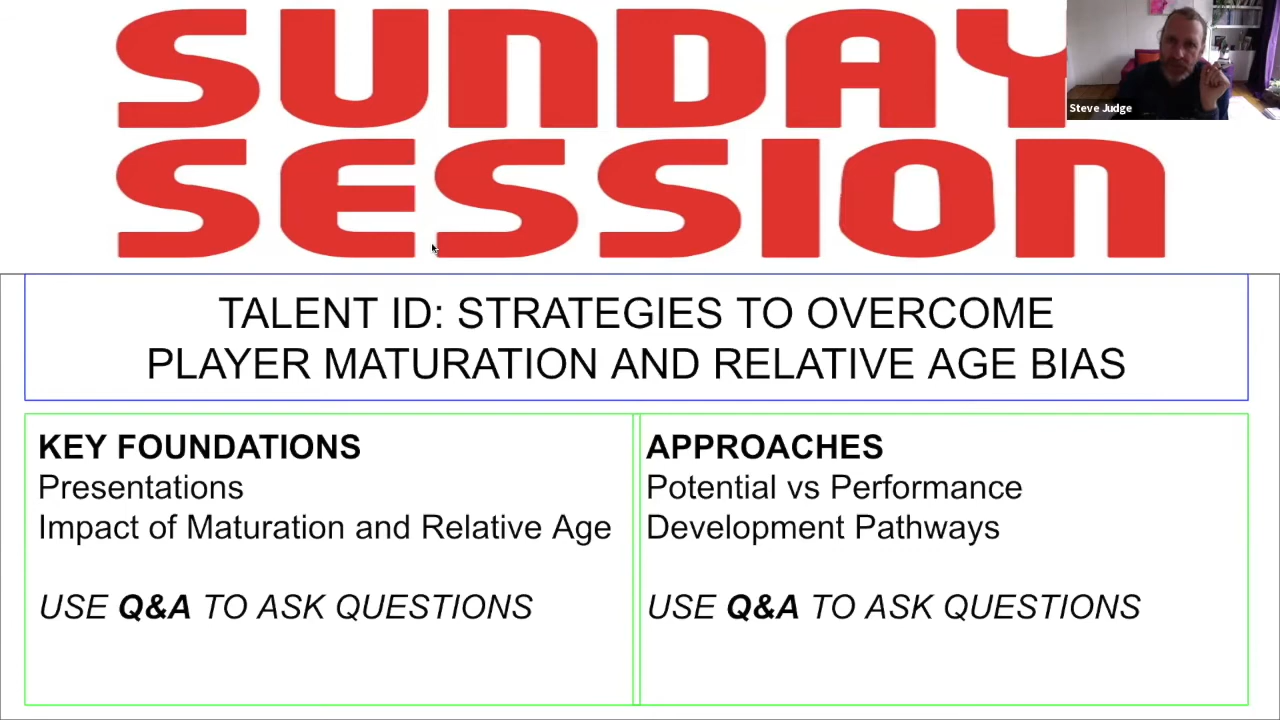 SUNDAY
SESSION
Steve Judge
TALENT ID: STRATEGIES TO OVERCOME
PLAYER MATURATION AND RELATIVE AGE BIAS
KEY FOUNDATIONS
Presentations
Impact of Maturation and Relative Age
USE Q&A TO ASK QUESTIONS
APPROACHES
Potential vs Performance
Development Pathways
USE Q&A TO ASK QUESTIONS